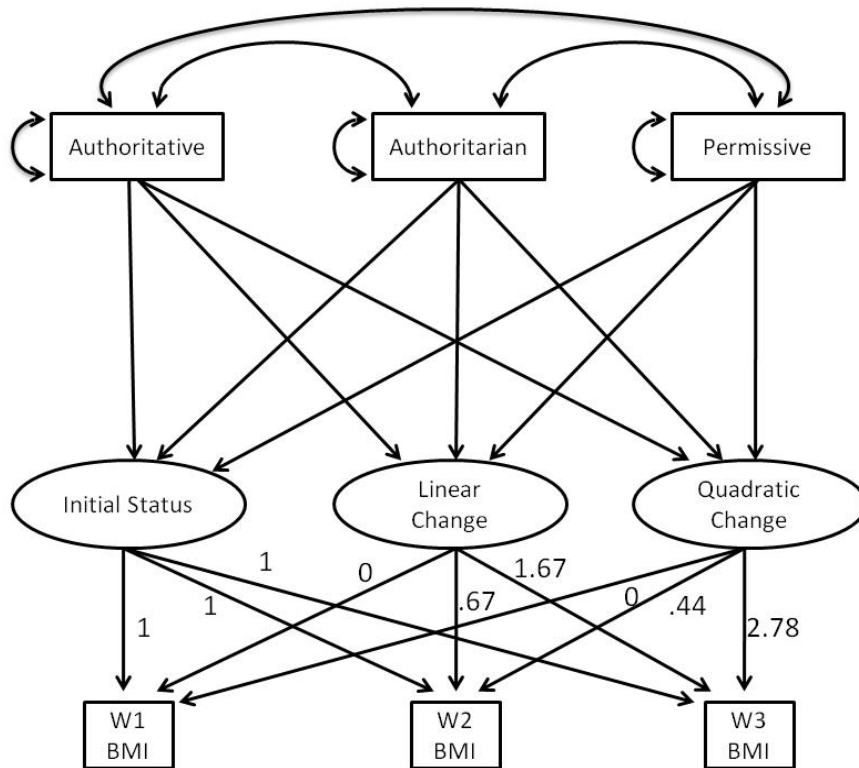 Authoritative
Authoritarian
Permissive
Initial Status
Linear
Change
Quadratic
Change
1
0
1.67
1
.67
0
.44
1
2.78
W1
BMI
W2
BMI
W3
BMI